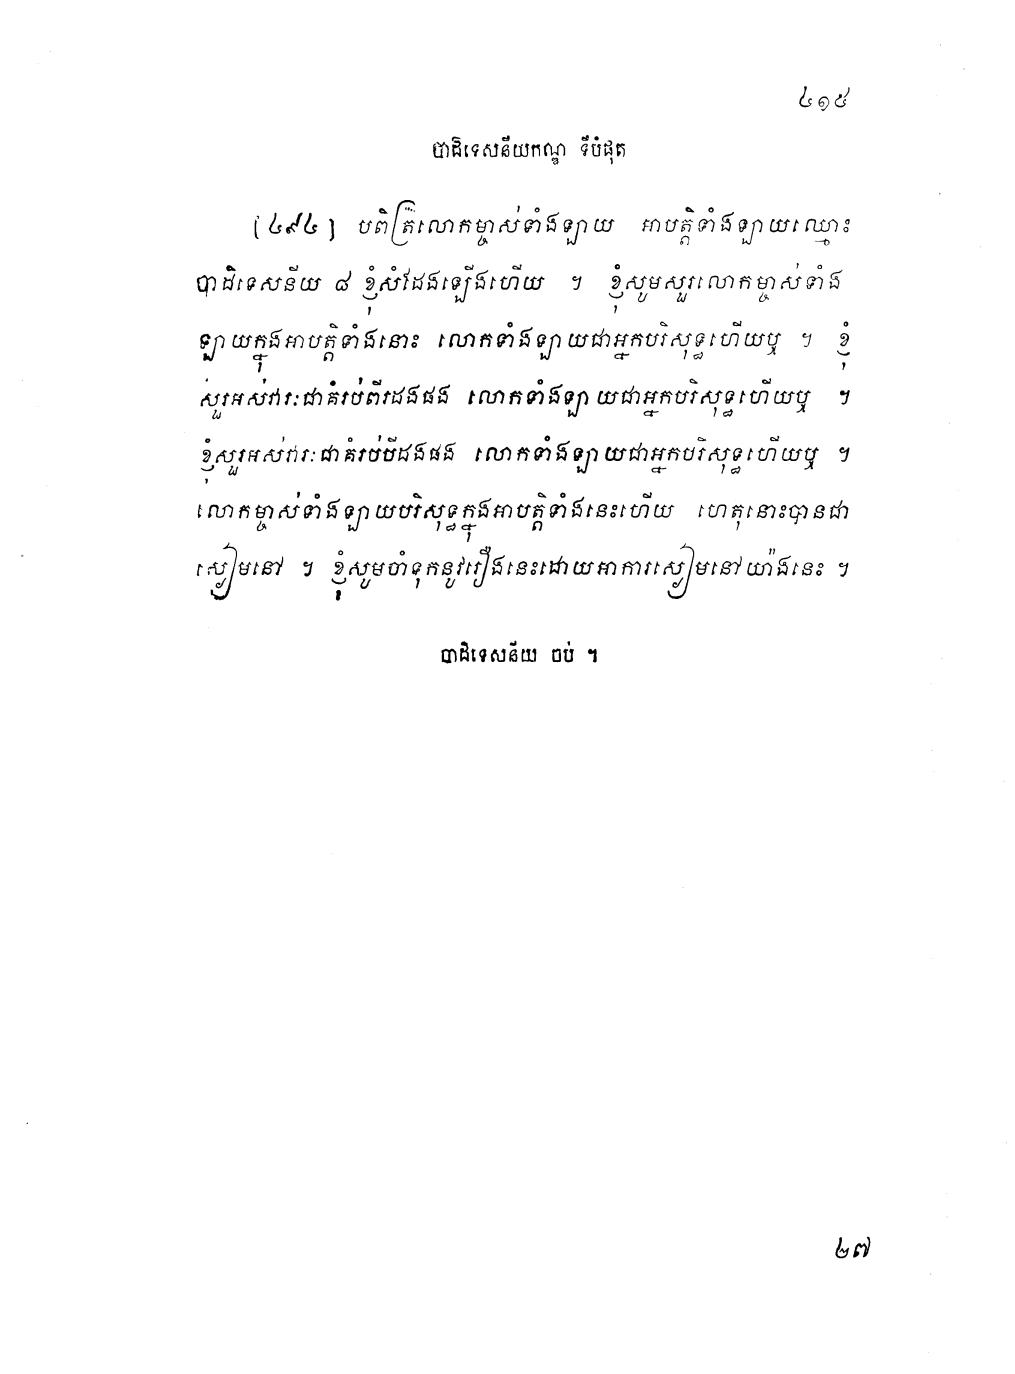 ៤១៥
បាដិទេសនីយកណ្ឌ ទីបំផុត
[៤៩៤] បពិត្រលោកម្ចាស់ទាំងឡាយ អាបត្តិទាំងឡាយឈ្មោះ
បាដិទេសនីយ ៨ ខ្ញុំសំដែងឡើងហើយ ។ ខ្ញុំសូមសួរលោកម្ចាស់ទាំង
ឡាយក្នុងអាបត្តិទាំងនោះ លោកទាំងឡាយជាអ្នកបរិសុទ្ធហើយឬ ។ ខ្ញុំ
សួរអស់វារៈជាគំរប់ពីរដងផង លោកទាំងឡាយជាអ្នកបរិសុទ្ធហើយឬ ។
ខ្ញុំសួរអស់វារៈជាគំរប់បីដងផង លោកទាំងឡាយជាអ្នកបរិសុទ្ធហើយឬ ។
លោកម្ចាស់ទាំងឡាយបរិសុទ្ធក្នុងអាបត្តិទាំងនេះហើយ ហេតុនោះបានជា
ស្ងៀមនៅ ។ ខ្ញុំសូមចាំទុកនូវរឿងនេះដោយអាការស្ងៀមនៅយ៉ាងនេះ ។
បាដិទេសនីយ ចប់ ។
២៧